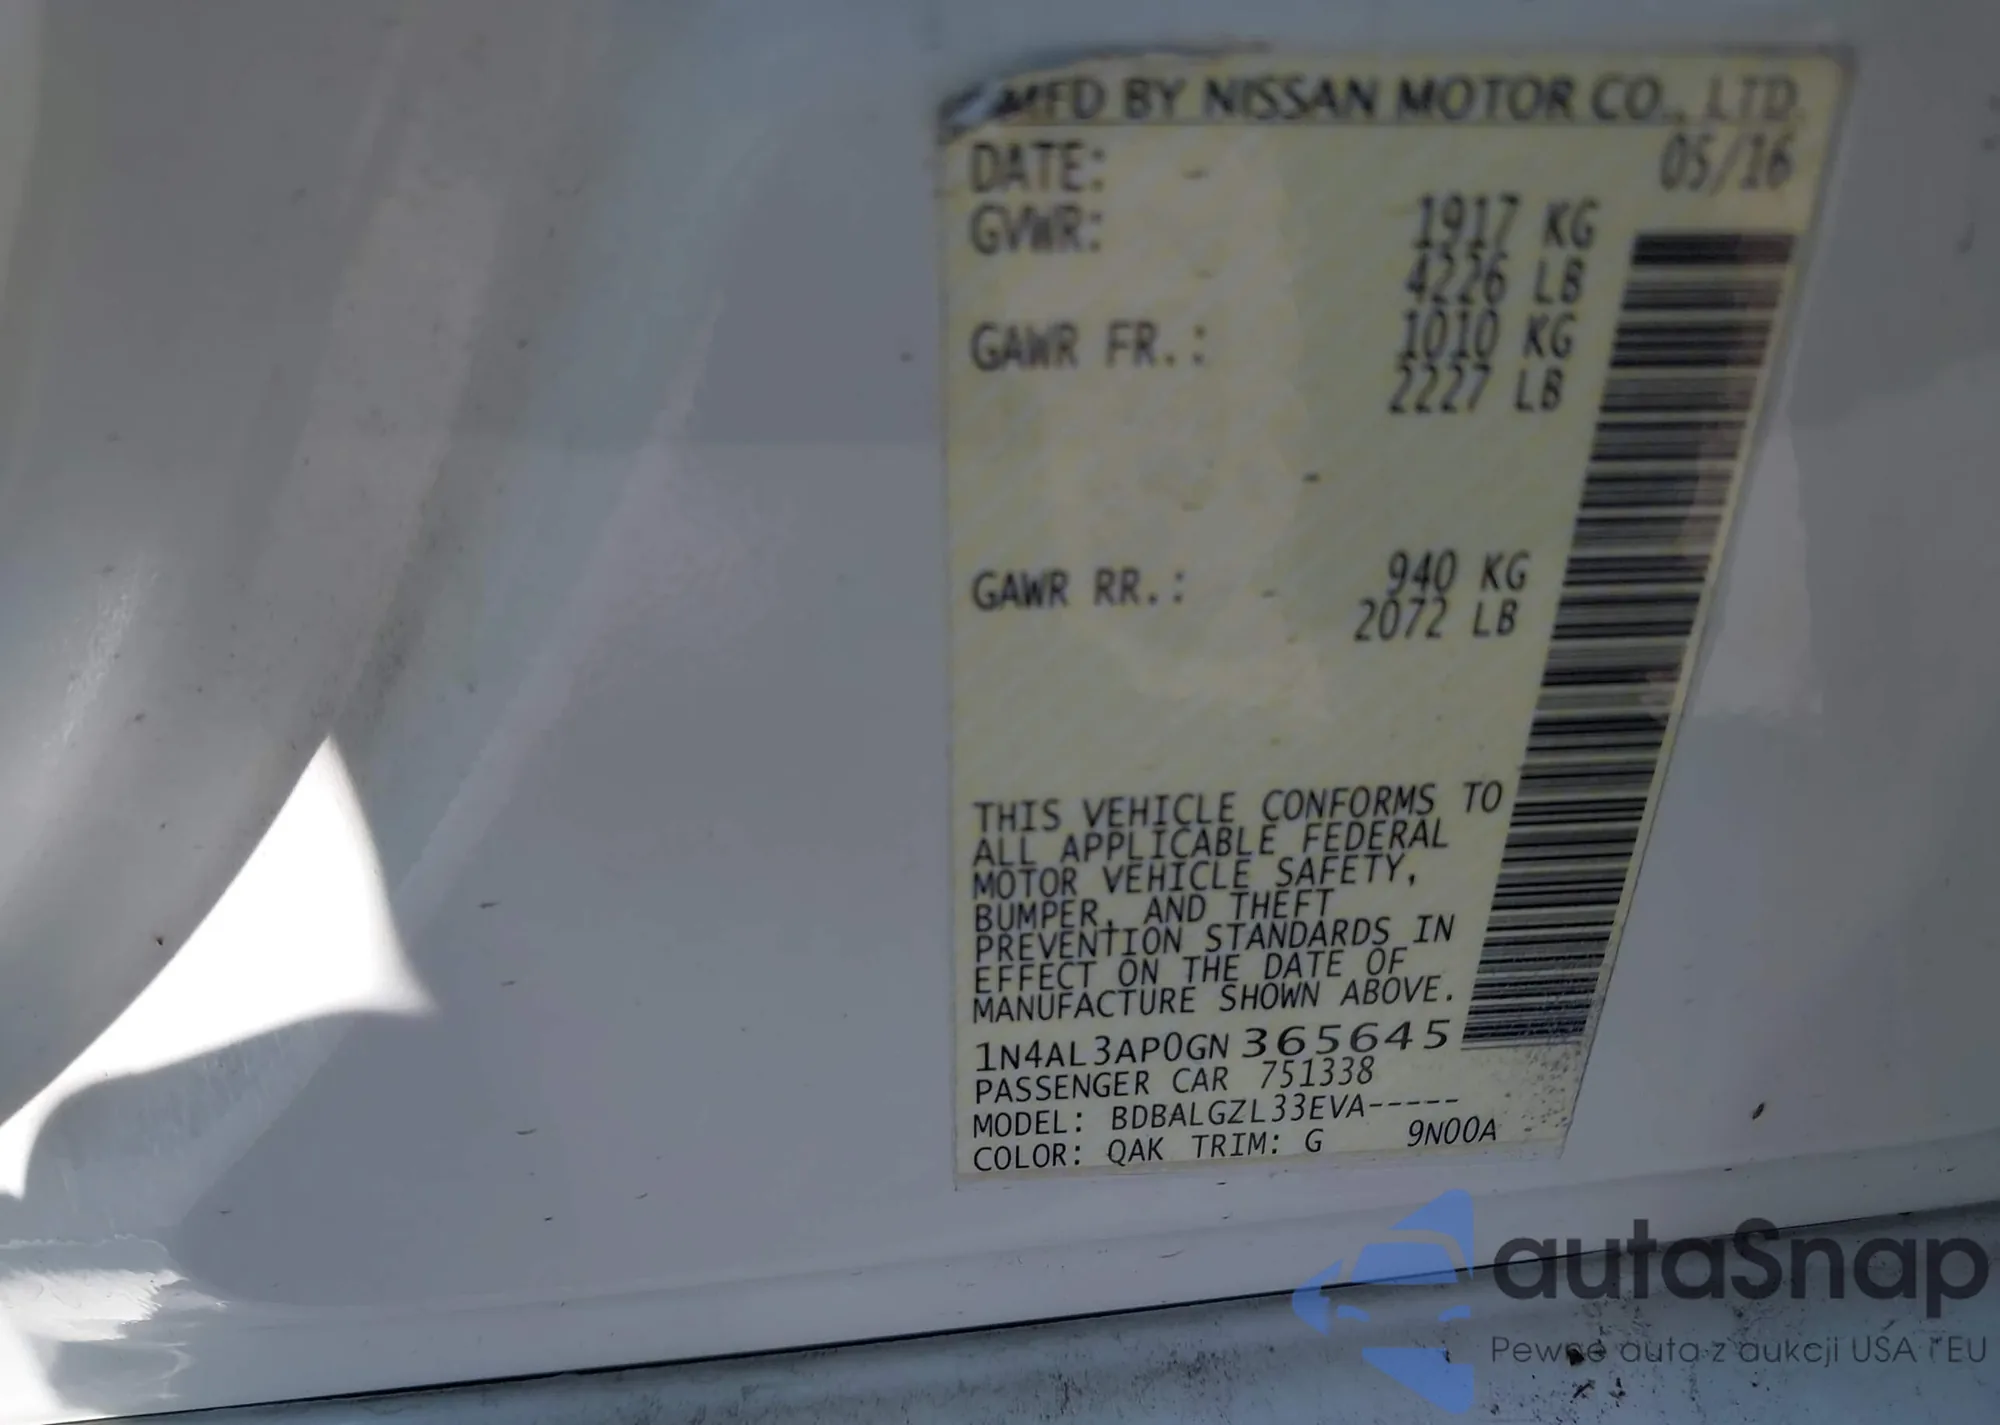 MFD BY NISSAN MOTOR CO., LTD.
DATE: 05/16
GVWR: 1917 KG
4226 LB
GAWR FR.: 1010 KG
2227 LB
GAWR RR.: 940 KG
2072 LB
THIS VEHICLE CONFORMS TO
ALL APPLICABLE FEDERAL
MOTOR VEHICLE SAFETY,
BUMPER, AND THEFT
PREVENTION STANDARDS IN
EFFECT ON THE DATE OF
MANUFACTURE SHOWN ABOVE.
1N4AL3AP0GN365645
PASSENGER CAR 751338
MODEL: BDBALGZL33EVA-----
COLOR: QAK TRIM: G 9N00A
autaSnap
Pewne auta z aukcji USA i EU